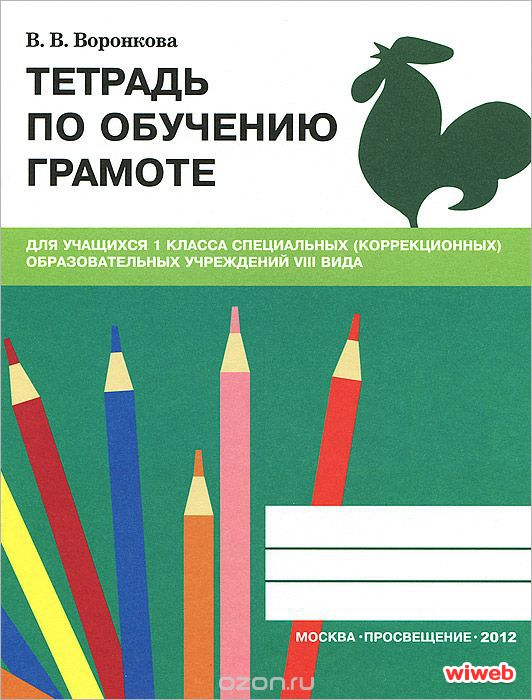 В. В. Воронкова
ТЕТРАДЬ
ПО ОБУЧЕНИЮ
ГРАМОТЕ
ДЛЯ УЧАЩИХСЯ 1 КЛАССА СПЕЦИАЛЬНЫХ (КОРРЕКЦИОННЫХ)
ОБРАЗОВАТЕЛЬНЫХ УЧРЕЖДЕНИЙ VIII ВИДА
МОСКВА • ПРОСВЕЩЕНИЕ • 2012
wiweb
ozon.ru